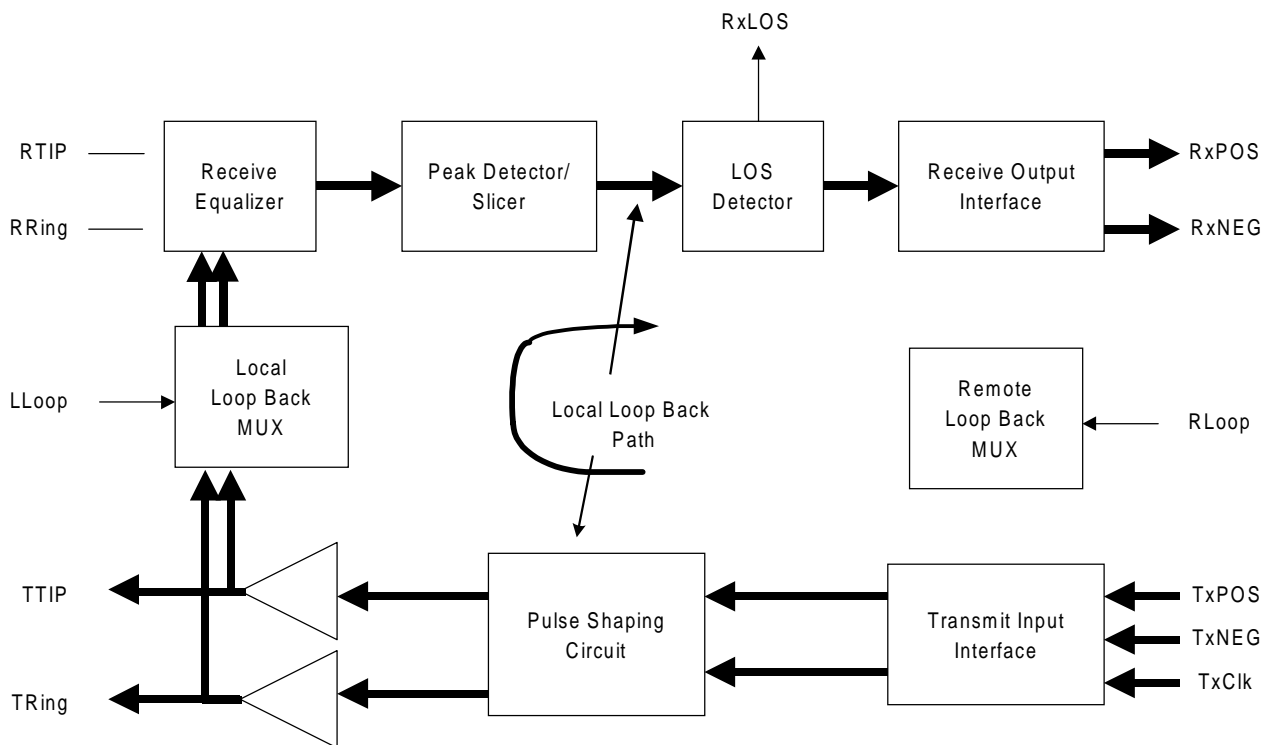 RxLOS
RTIP
RRing
Receive
Equalizer
Peak Detector/
Slicer
LOS
Detector
Receive Output
Interface
RxPOS
RxNEG
LLoop
Local
Loop Back
MUX
Local Loop Back
Path
Remote
Loop Back
MUX
RLoop
TTIP
TRing
Pulse Shaping
Circuit
Transmit Input
Interface
TxPOS
TxNEG
TxClk